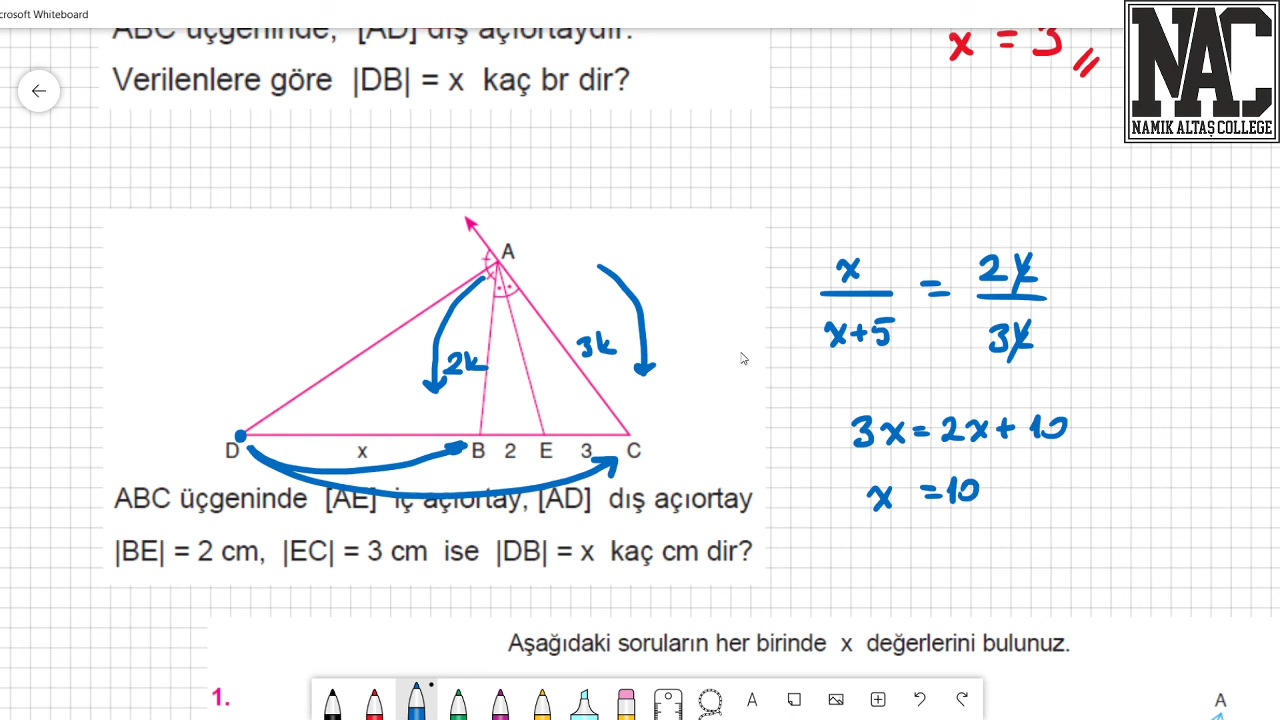 crosoft Whiteboard
ABC üçgeninde, [AD] dış açıortaydır.
x = 3 //
Verilenlere göre |DB| = x kaç br dir?
NAC
NAMIK ALTAŞ COLLEGE
A
2k
3k
D x B 2 E 3 C
x / x+5 = 2k / 3k
3x = 2x + 10
x = 10
ABC üçgeninde [AE] iç açıortay, [AD] dış açıortay
|BE| = 2 cm, |EC| = 3 cm ise |DB| = x kaç cm dir?
Aşağıdaki soruların her birinde x değerlerini bulunuz.
1.
A
A